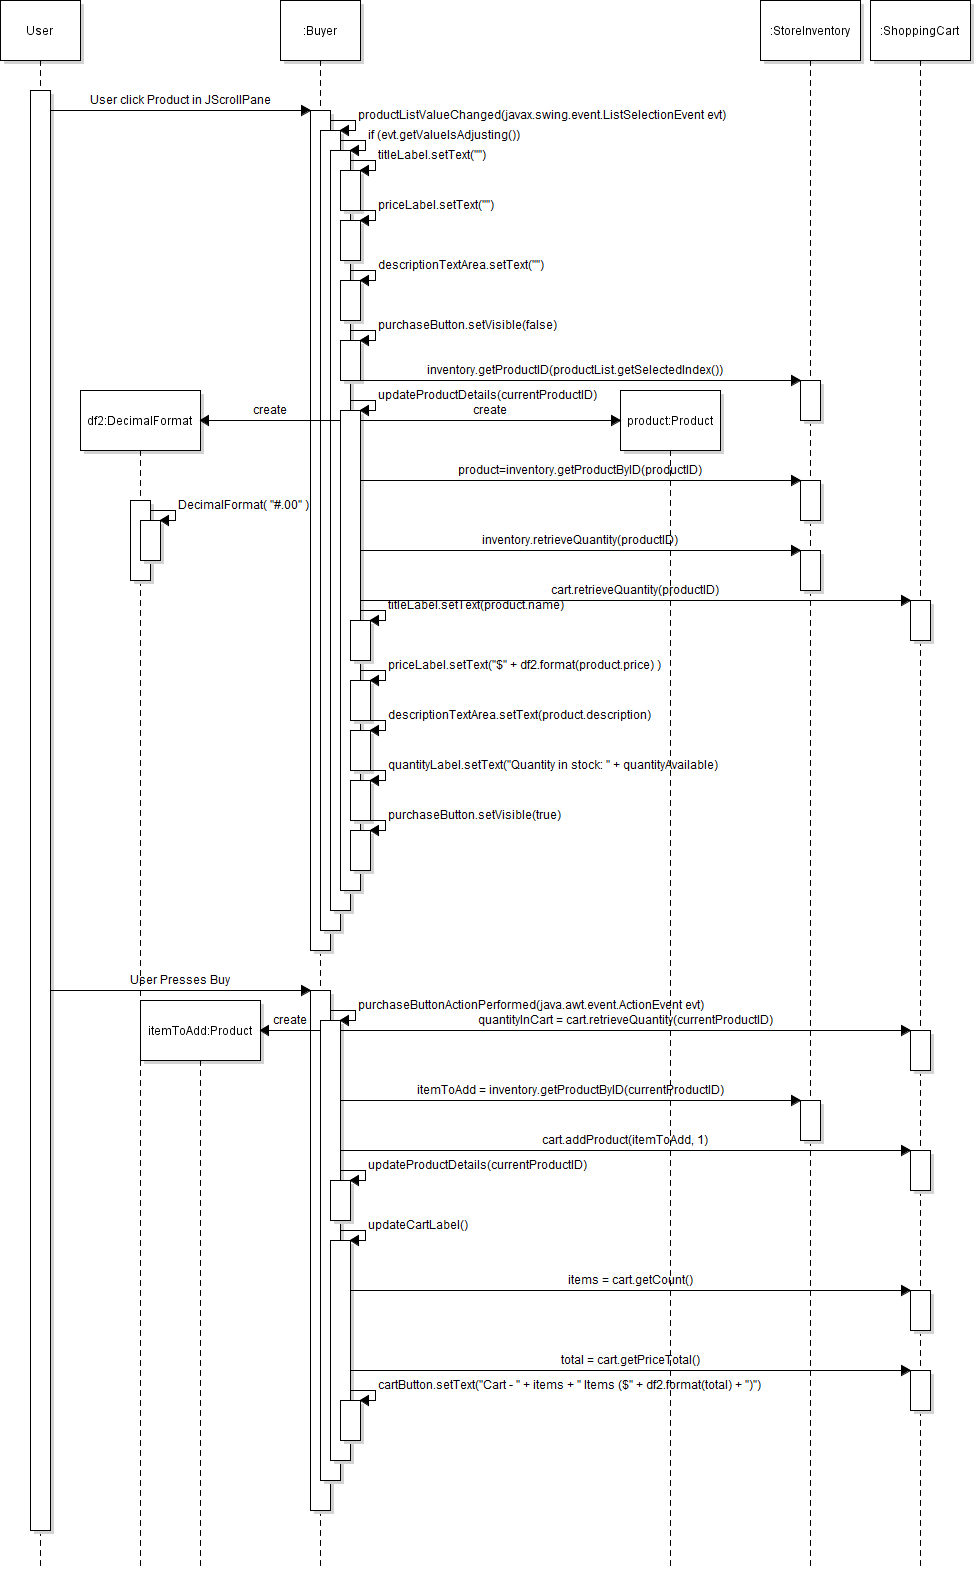 User
:Buyer
:StoreInventory
:ShoppingCart
User click Product in JScrollPane
productListValueChanged(javax.swing.event.ListSelectionEvent evt)
if (evt.getValueIsAdjusting())
titleLabel.setText("")
priceLabel.setText("")
descriptionTextArea.setText("")
purchaseButton.setVisible(false)
inventory.getProductID(productList.getSelectedIndex())
updateProductDetails(currentProductID)
create
create
df2:DecimalFormat
product:Product
product=inventory.getProductByID(productID)
DecimalFormat( "#.00" )
inventory.retrieveQuantity(productID)
cart.retrieveQuantity(productID)
titleLabel.setText(product.name)
priceLabel.setText("$" + df2.format(product.price) )
descriptionTextArea.setText(product.description)
quantityLabel.setText("Quantity in stock: " + quantityAvailable)
purchaseButton.setVisible(true)
User Presses Buy
purchaseButtonActionPerformed(java.awt.event.ActionEvent evt)
create
quantityInCart = cart.retrieveQuantity(currentProductID)
itemToAdd:Product
itemToAdd = inventory.getProductByID(currentProductID)
cart.addProduct(itemToAdd, 1)
updateProductDetails(currentProductID)
updateCartLabel()
items = cart.getCount()
total = cart.getPriceTotal()
cartButton.setText("Cart - " + items + " Items ($" + df2.format(total) + ")")